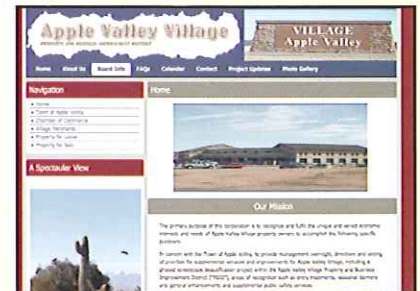 Apple Valley Village
PROPERTY AND BUSINESS IMPROVEMENT DISTRICT
VILLAGE
Apple Valley
Home About Us Board Info FAQs Calendar Contact Project Updates Photo Gallery
Navigation
Home
Town of Apple Valley
Chamber of Commerce
Village Merchants
Property for Lease
Property for Sale
A Spectacular View
Home
Our Mission
The primary purpose of this corporation is to recognize and fulfil the unique and varied economic
interests and needs of Apple Valley Village property owners to accomplish the following specific
purposes:
In concert with the Town of Apple Valley, to provide management oversight, direction and setting
of priorities for supplemental services and improvements for Apple Valley Village, including a
phased streetscape beautification project within the Apple Valley Village Property and Business
Improvement District ("PBID"), areas of recognition such as entry treatments, seasonal banners
and general enhancements and supplemental public safety services.